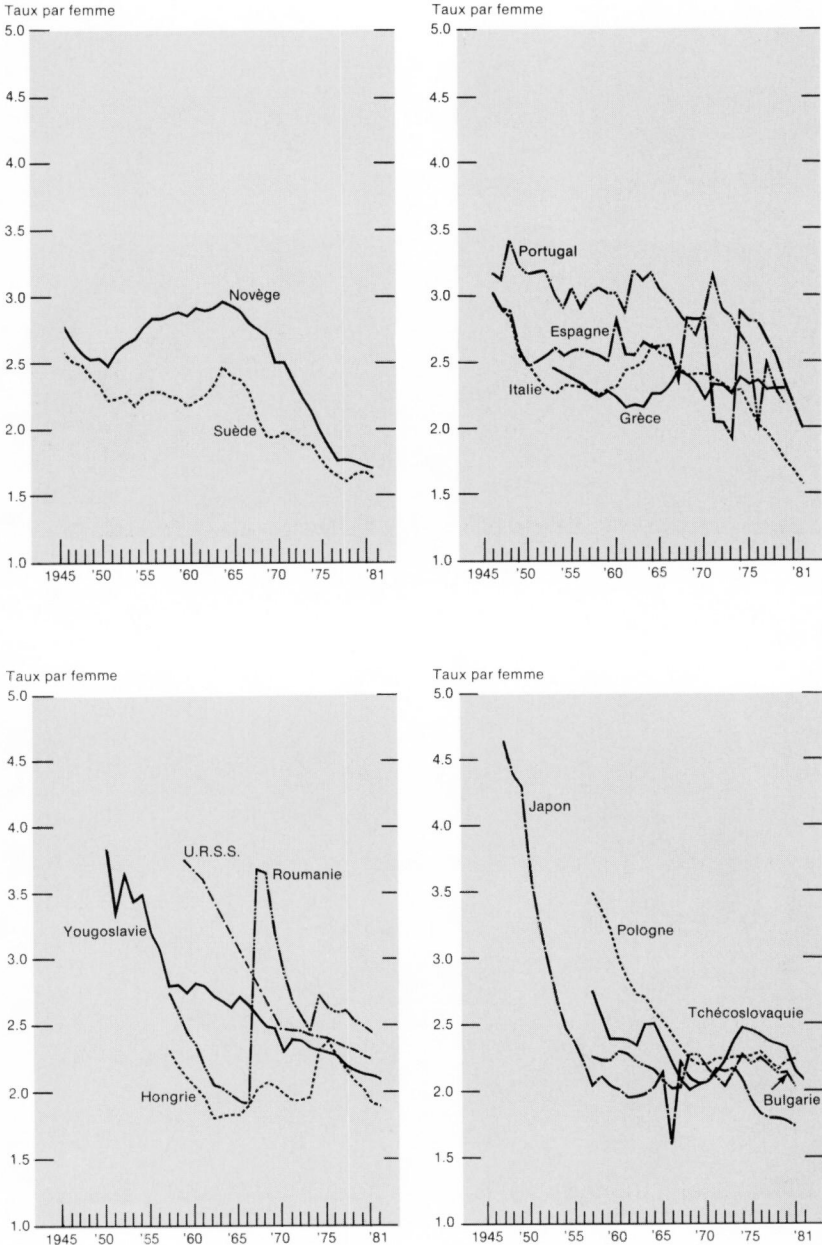 Taux par femme
5.0
4.5
4.0
3.5
3.0
2.5
2.0
1.5
1.0
Novège
Suède
1945 '50 '55 '60 '65 '70 '75 '81
Taux par femme
5.0
4.5
4.0
3.5
3.0
2.5
2.0
1.5
1.0
Portugal
Espagne
Italie
Grèce
1945 '50 '55 '60 '65 '70 '75 '81
Taux par femme
5.0
4.5
4.0
3.5
3.0
2.5
2.0
1.5
1.0
U.R.S.S.
Roumanie
Yougoslavie
Hongrie
1945 '50 '55 '60 '65 '70 '75 '81
Taux par femme
5.0
4.5
4.0
3.5
3.0
2.5
2.0
1.5
1.0
Japon
Pologne
Tchécoslovaquie
Bulgarie
1945 '50 '55 '60 '65 '70 '75 '81